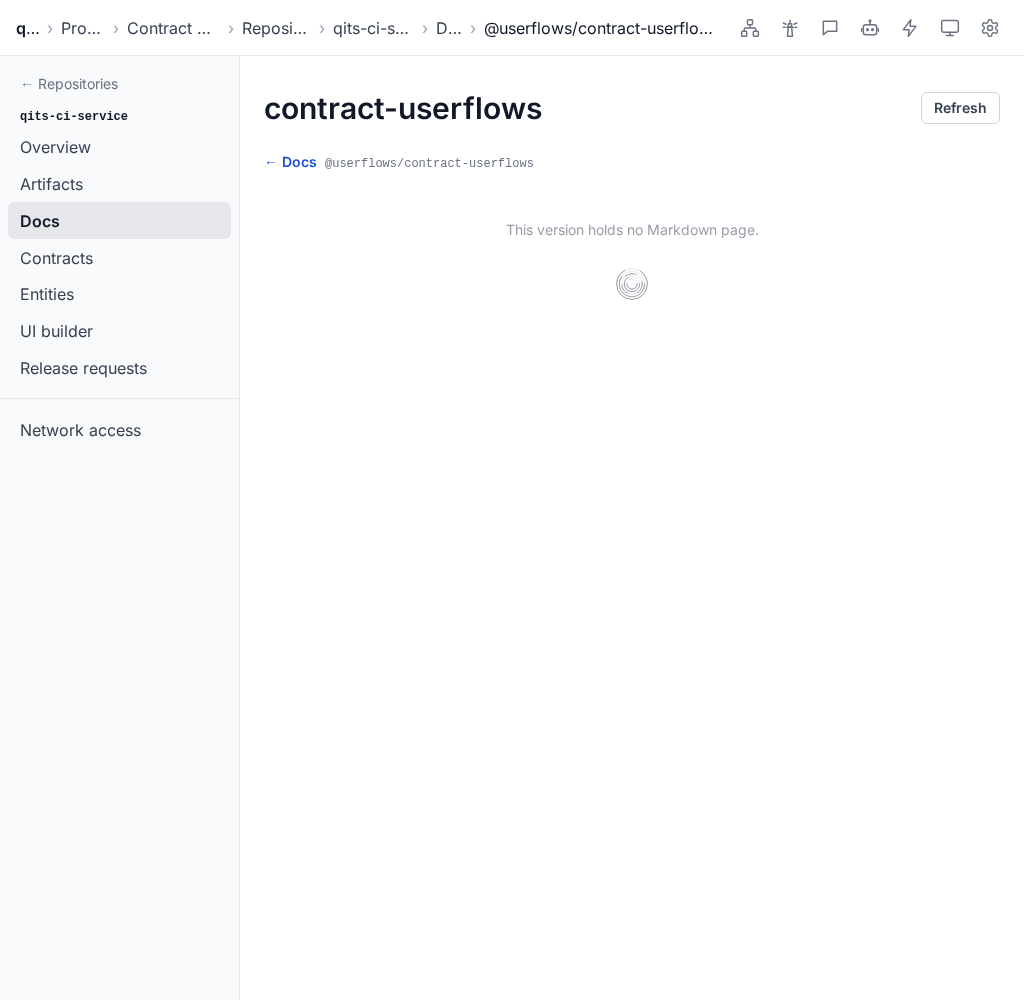 q... › Pro... › Contract ... › Reposi... › qits-ci-s... › D... › @userflows/contract-userflo...
← Repositories
qits-ci-service
Overview
Artifacts
Docs
Contracts
Entities
UI builder
Release requests
Network access
contract-userflows
Refresh
← Docs @userflows/contract-userflows
This version holds no Markdown page.